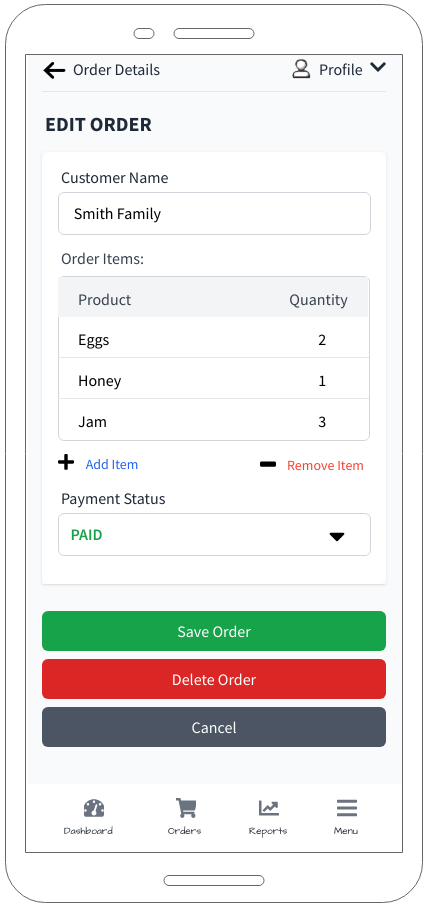 Order Details Profile
EDIT ORDER
Customer Name
Smith Family
Order Items:
Product Quantity
Eggs 2
Honey 1
Jam 3
Add Item Remove Item
Payment Status
PAID
Save Order
Delete Order
Cancel
Dashboard Orders Reports Menu